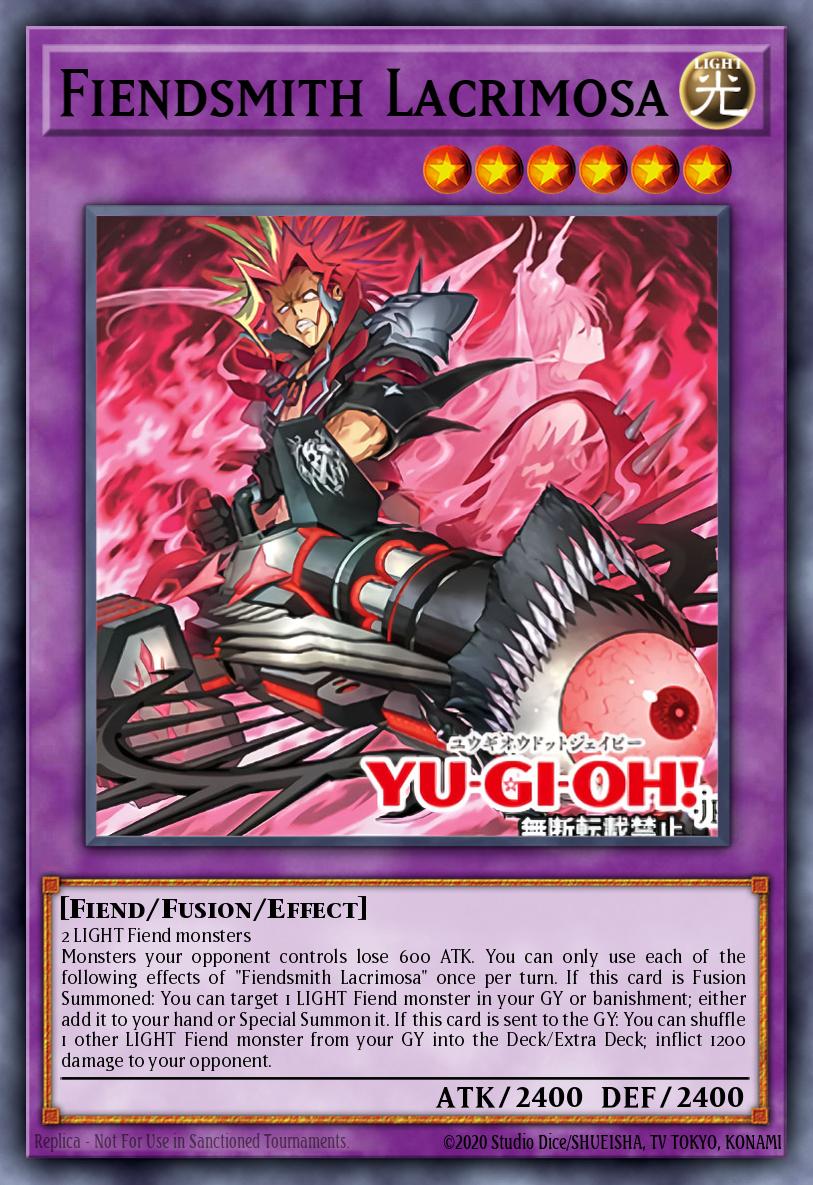 Fiendsmith Lacrimosa
LIGHT
光
ユウギオウドットジェイピー
YU-GI-OH!
.jp
無断転載禁止
[Fiend/Fusion/Effect]
2 LIGHT Fiend monsters
Monsters your opponent controls lose 600 ATK. You can only use each of the
following effects of "Fiendsmith Lacrimosa" once per turn. If this card is Fusion
Summoned: You can target 1 LIGHT Fiend monster in your GY or banishment; either
add it to your hand or Special Summon it. If this card is sent to the GY: You can shuffle
1 other LIGHT Fiend monster from your GY into the Deck/Extra Deck; inflict 1200
damage to your opponent.
ATK/2400 DEF/2400
Replica - Not For Use in Sanctioned Tournaments.
©2020 Studio Dice/SHUEISHA, TV TOKYO, KONAMI